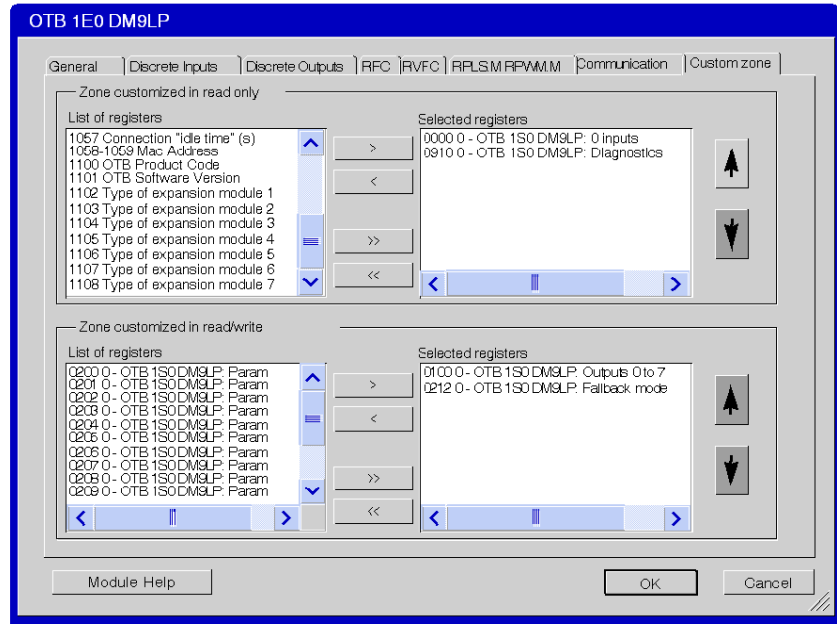 OTB 1E0 DM9LP
General Discrete Inputs Discrete Outputs RFC RVFC RPLS.M RPWM.M Communication Custom zone
Zone customized in read only
List of registers
1057 Connection "idle time" (s)
1058-1059 Mac Address
1100 OTB Product Code
1101 OTB Software Version
1102 Type of expansion module 1
1103 Type of expansion module 2
1104 Type of expansion module 3
1105 Type of expansion module 4
1106 Type of expansion module 5
1107 Type of expansion module 6
1108 Type of expansion module 7
>
<
>>
<<
Selected registers
0000 0 - OTB 1S0 DM9LP: 0 inputs
0910 0 - OTB 1S0 DM9LP: Diagnostics
Zone customized in read/write
List of registers
0200 0 - OTB 1S0 DM9LP: Param
0201 0 - OTB 1S0 DM9LP: Param
0202 0 - OTB 1S0 DM9LP: Param
0203 0 - OTB 1S0 DM9LP: Param
0204 0 - OTB 1S0 DM9LP: Param
0205 0 - OTB 1S0 DM9LP: Param
0206 0 - OTB 1S0 DM9LP: Param
0207 0 - OTB 1S0 DM9LP: Param
0208 0 - OTB 1S0 DM9LP: Param
0209 0 - OTB 1S0 DM9LP: Param
>
<
>>
<<
Selected registers
0100 0 - OTB 1S0 DM9LP: Outputs 0 to 7
0212 0 - OTB 1S0 DM9LP: Fallback mode
Module Help OK Cancel